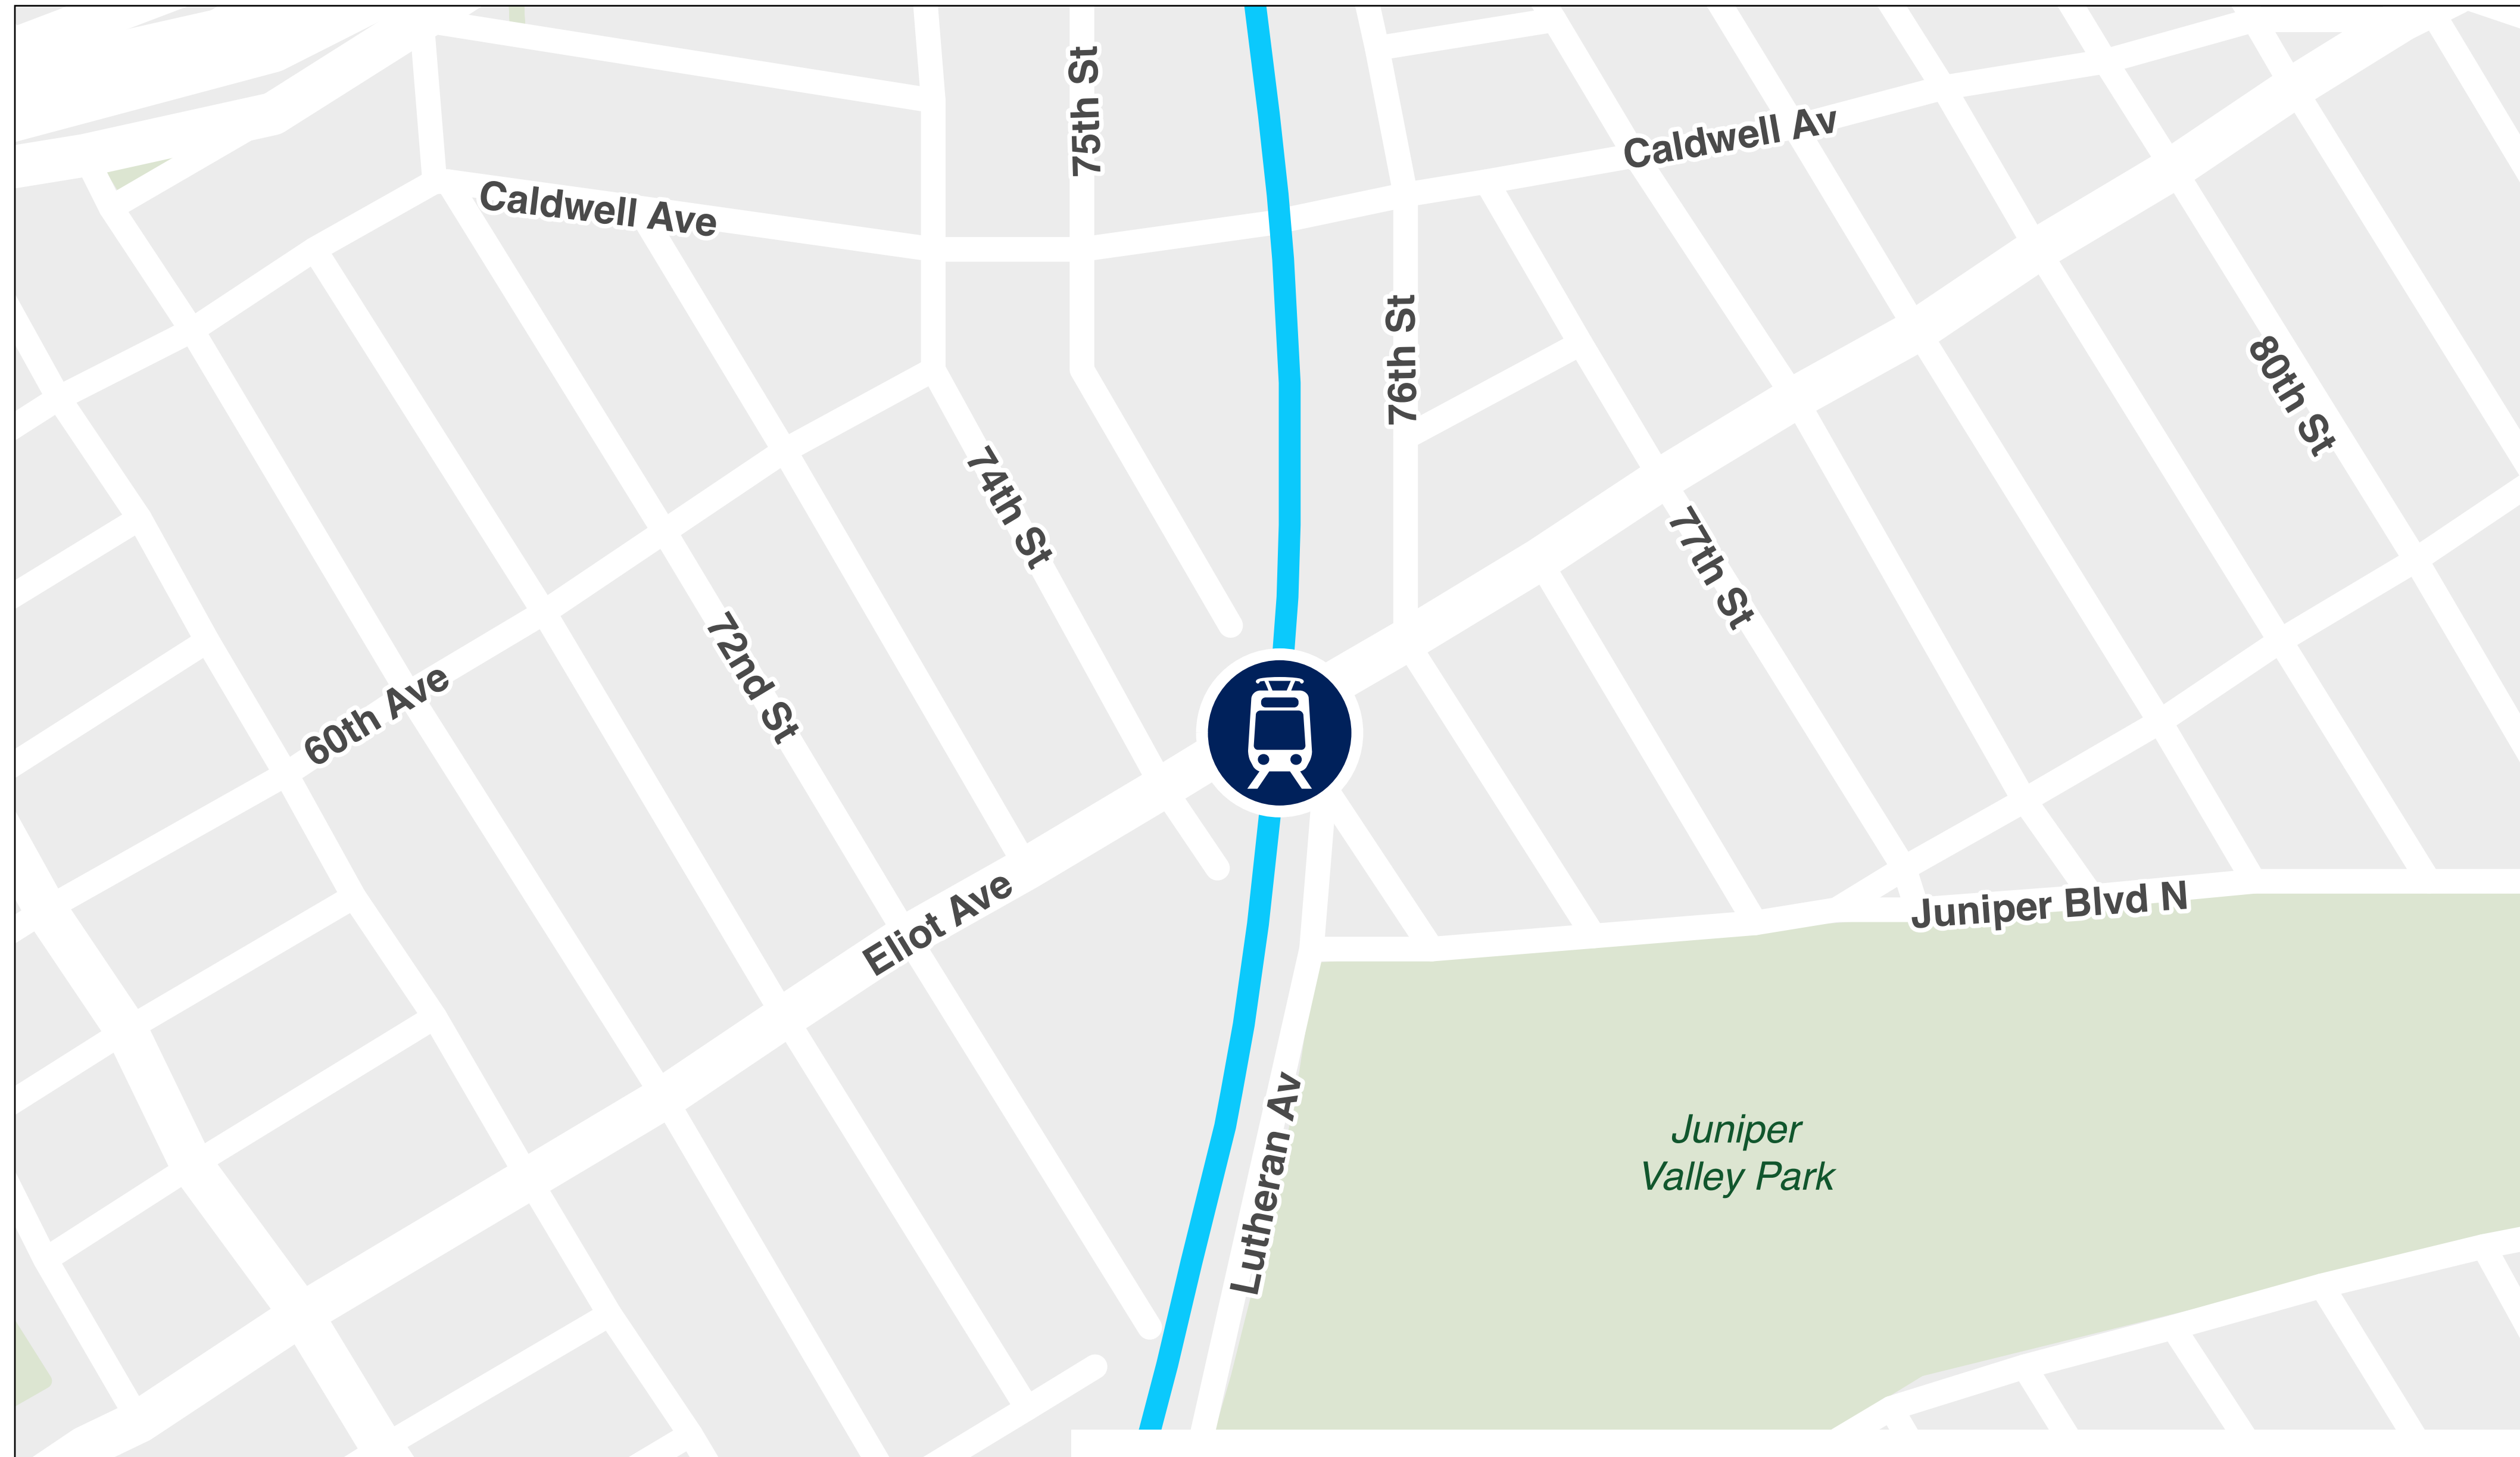 75th St
Caldwell Av
Caldwell Ave
76th St
80th St
74th St
77th St
72nd St
60th Ave
Eliot Ave
Juniper Blvd N
Lutheran Av
Juniper
Valley Park